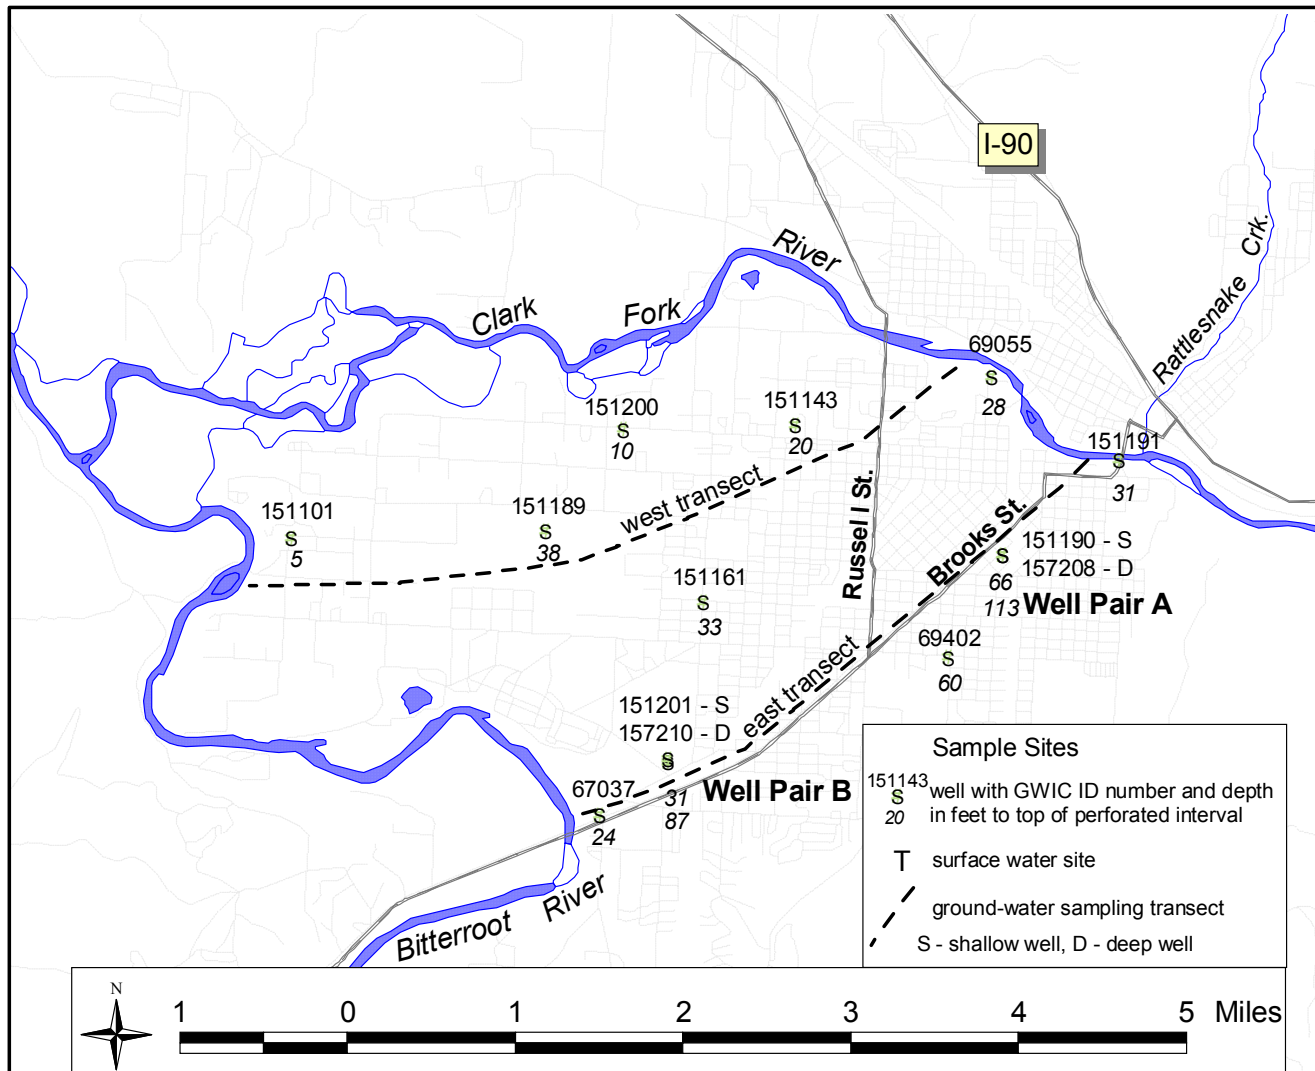 I-90
Rattlesnake Crk.
River
Clark
Fork
69055
28
151200
10
151143
20
151191
31
west transect
Russel l St.
151101
5
151189
38
Brooks St.
151190 - S
157208 - D
66
113
Well Pair A
151161
33
69402
60
east transect
151201 - S
157210 - D
31
87
Well Pair B
67037
24
Bitterroot River
Sample Sites
151143
S
20
well with GWIC ID number and depth
in feet to top of perforated interval
T surface water site
ground-water sampling transect
S - shallow well, D - deep well
N
1 0 1 2 3 4 5 Miles